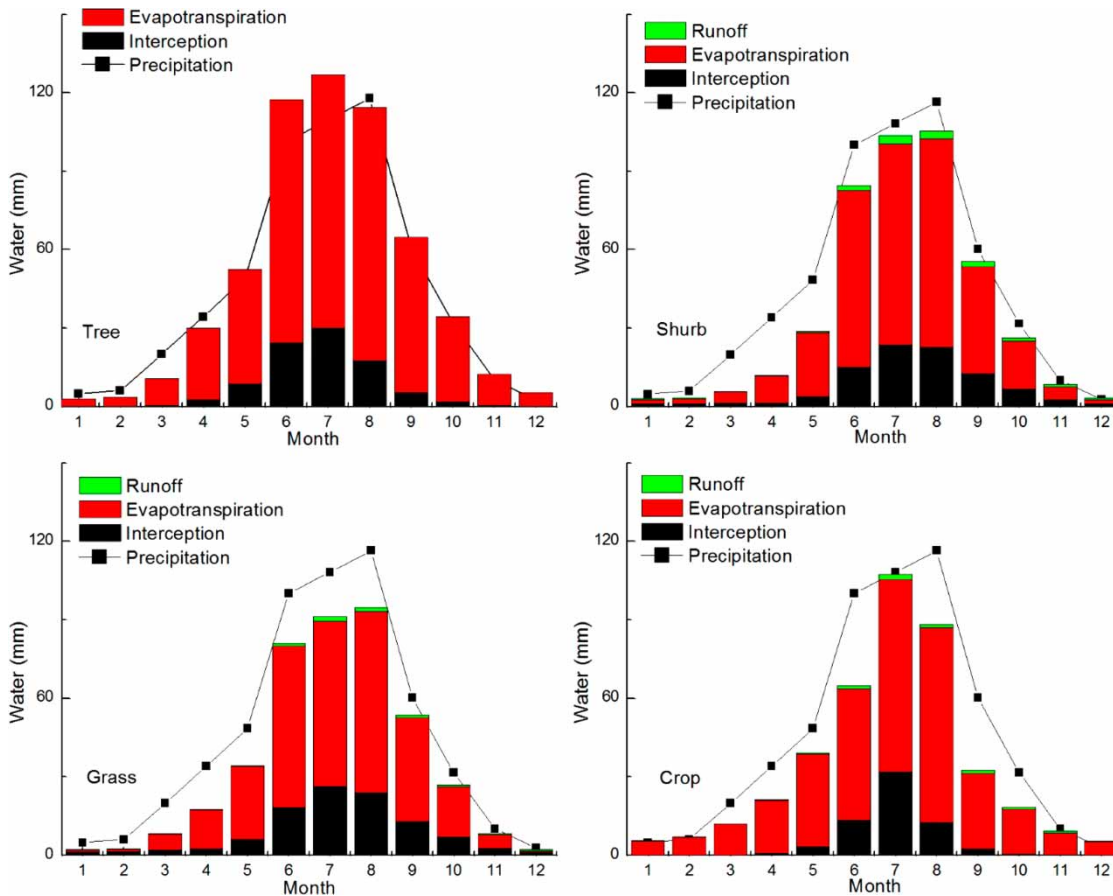 Evapotranspiration
Interception
Precipitation
120
60
0
Water (mm)
Tree
1 2 3 4 5 6 7 8 9 10 11 12
Month
Runoff
Evapotranspiration
Interception
Precipitation
120
60
0
Water (mm)
Shurb
1 2 3 4 5 6 7 8 9 10 11 12
Month
Runoff
Evapotranspiration
Interception
Precipitation
120
60
0
Water (mm)
Grass
1 2 3 4 5 6 7 8 9 10 11 12
Month
Runoff
Evapotranspiration
Interception
Precipitation
120
60
0
Water (mm)
Crop
1 2 3 4 5 6 7 8 9 10 11 12
Month